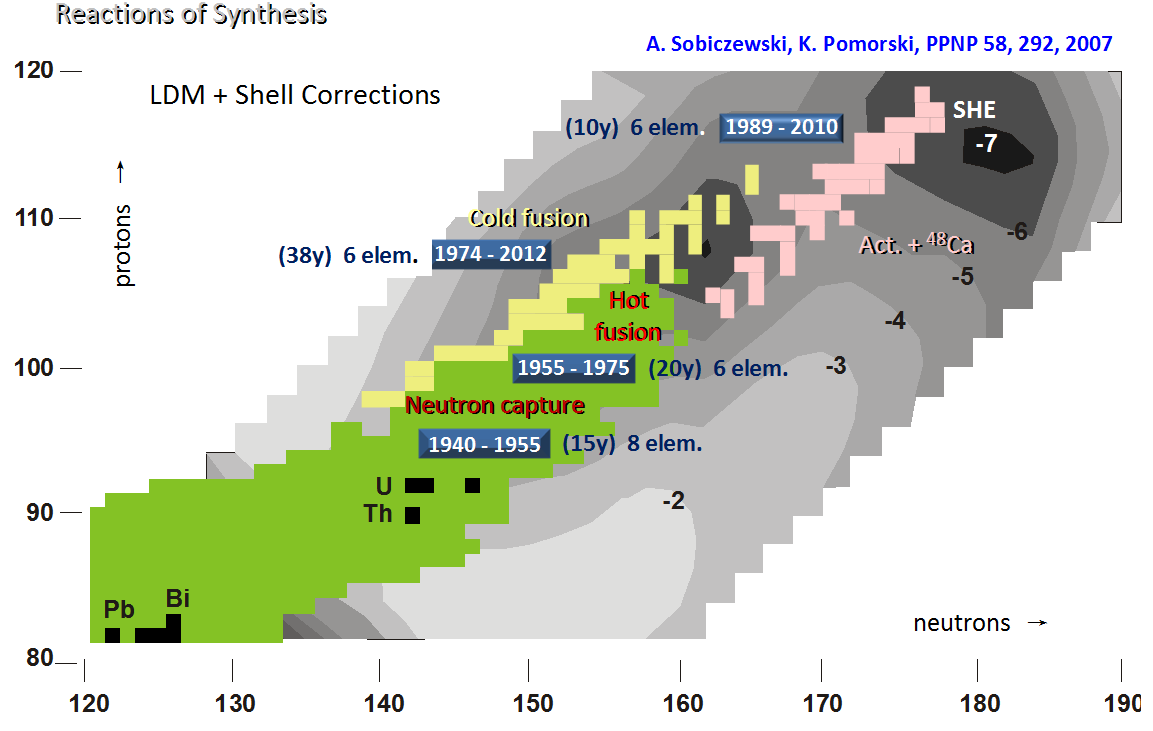 Reactions of Synthesis
A. Sobiczewski, K. Pomorski, PPNP 58, 292, 2007
120
LDM + Shell Corrections
(10y) 6 elem. 1989 - 2010
SHE
-7
protons →
110
Cold fusion
-6
(38y) 6 elem. 1974 - 2012
Act. + ⁴⁸Ca
-5
Hot
fusion
-4
100
1955 - 1975 (20y) 6 elem.
-3
Neutron capture
1940 - 1955 (15y) 8 elem.
U
-2
90
Th
Pb
Bi
neutrons →
80
120 130 140 150 160 170 180 190